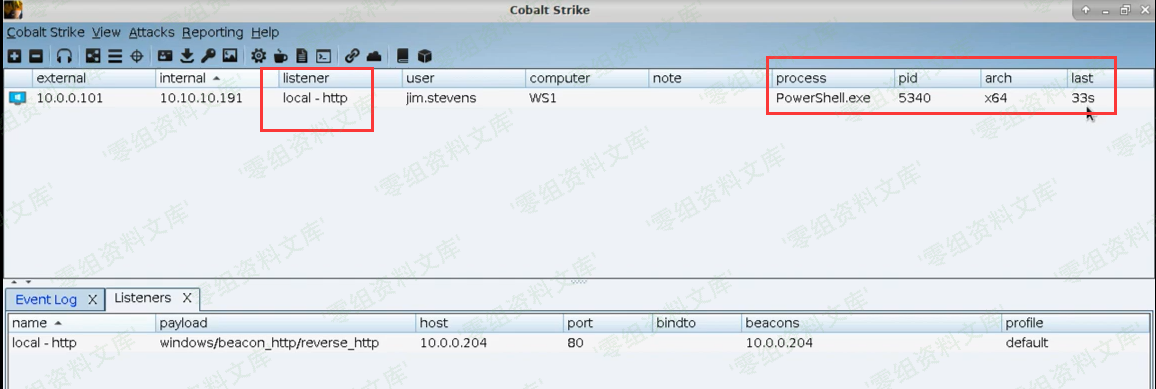 Cobalt Strike
Cobalt Strike View Attacks Reporting Help
external internal listener user computer note process pid arch last
10.0.0.101 10.10.10.191 local - http jim.stevens WS1 PowerShell.exe 5340 x64 33s
Event Log X Listeners X
name payload host port bindto beacons profile
local - http windows/beacon_http/reverse_http 10.0.0.204 80 10.0.0.204 default
'零组资料文库'